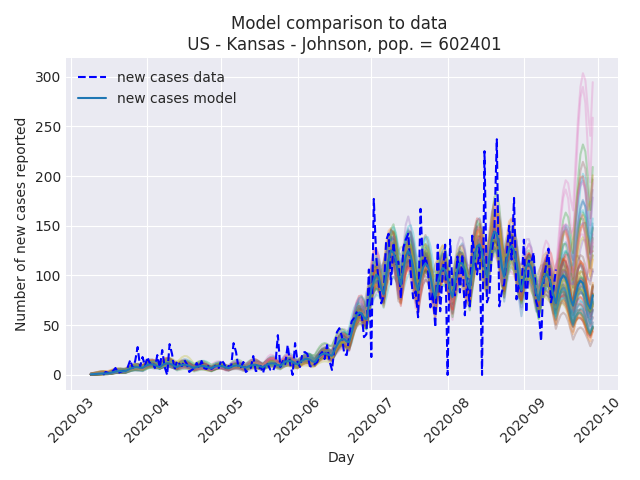 Model comparison to data
US - Kansas - Johnson, pop. = 602401
new cases data
new cases model
Number of new cases reported
300
250
200
150
100
50
0
2020-03
2020-04
2020-05
2020-06
2020-07
2020-08
2020-09
2020-10
Day